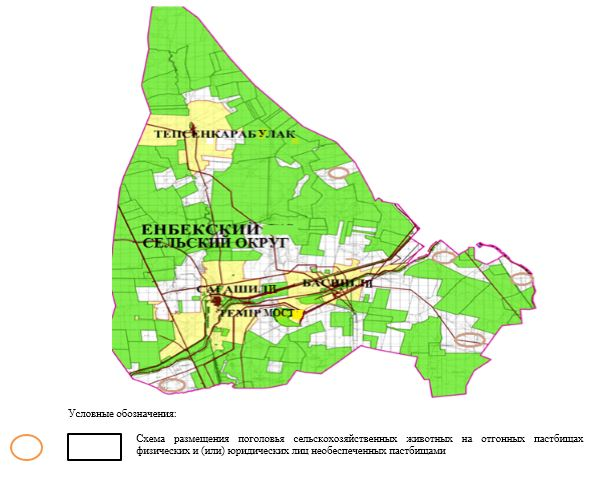 ТЕПСЕНКАРАБУЛАК
ЕНБЕКСКИЙ
СЕЛЬСКИЙ ОКРУГ
САГАШИЛИ
БАСШИЛИ
ТЕМІР МОСТ
Условные обозначения:
Схема размещения поголовья сельскохозяйственных животных на отгонных пастбищах
физических и (или) юридических лиц необеспеченных пастбищами